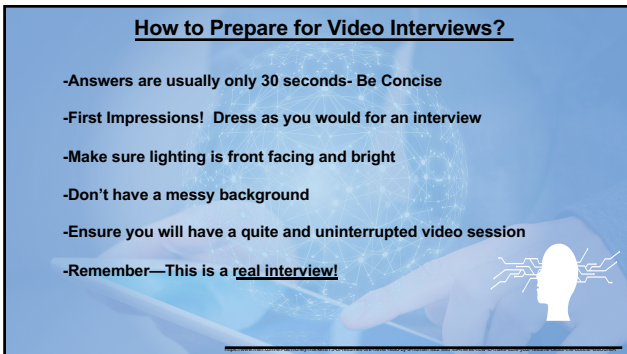 How to Prepare for Video Interviews?
-Answers are usually only 30 seconds- Be Concise
-First Impressions!  Dress as you would for an interview
-Make sure lighting is front facing and bright
-Don't have a messy background
-Ensure you will have a quite and uninterrupted video session
-Remember—This is a real interview!